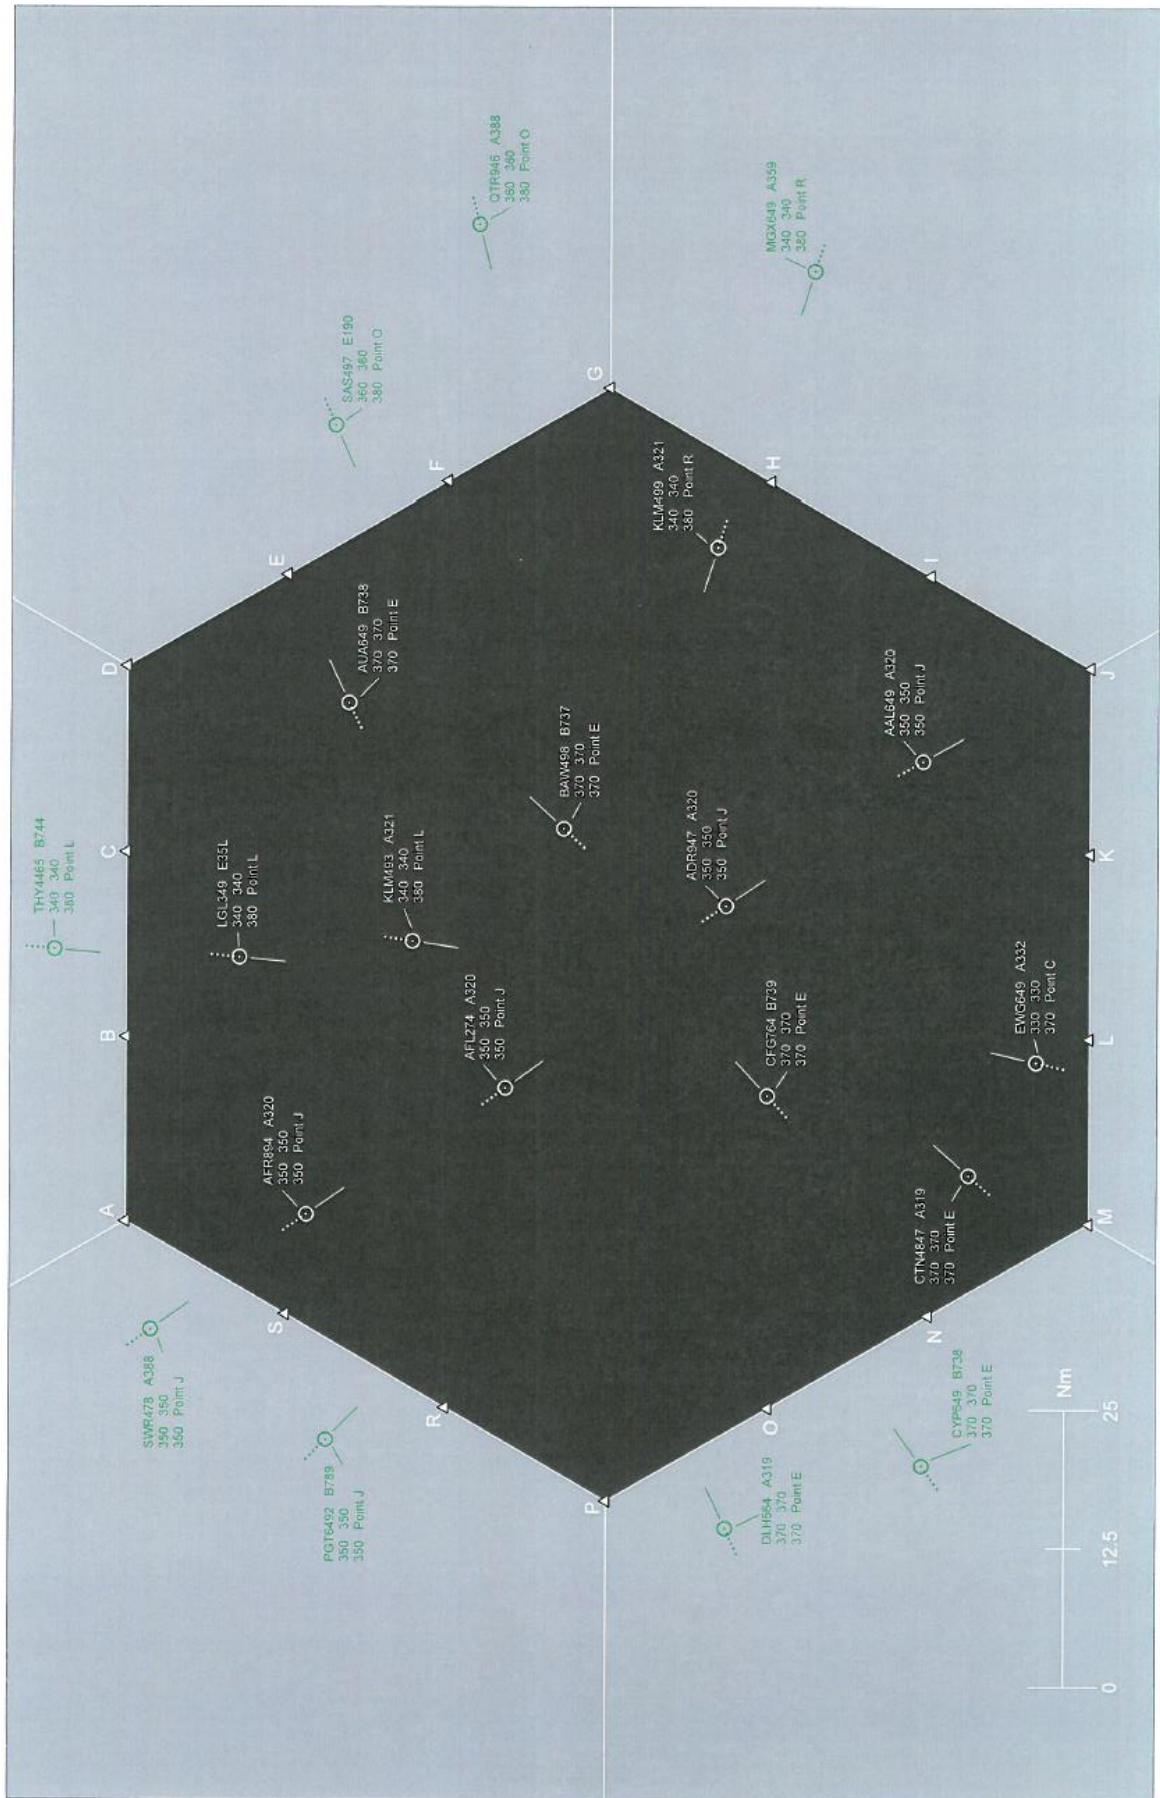 THY4465 B744
340 340
380 Point L
SWR478 A388
350 350
350 Point J
PGT6492 B789
350 350
350 Point J
A
B
C
D
E
F
G
H
I
J
K
L
M
N
O
P
R
S
LGL349 E35L
340 340
380 Point L
AFR894 A320
350 350
350 Point J
AFL274 A320
350 350
350 Point J
KLM493 A321
340 340
380 Point L
AUA649 B738
370 370
370 Point E
BAW498 B737
370 370
370 Point E
SAS497 E190
360 360
380 Point O
QTR946 A388
360 360
380 Point O
KLM499 A321
340 340
380 Point R
MGX649 A359
340 340
380 Point R
ADR947 A320
350 350
350 Point J
CFG764 B739
370 370
370 Point E
AAL649 A320
350 350
350 Point J
CTN4847 A319
370 370
370 Point E
EWG649 A332
330 330
370 Point C
DLH564 A319
370 370
370 Point E
CYP649 B738
370 370
370 Point E
0 12.5 25 Nm